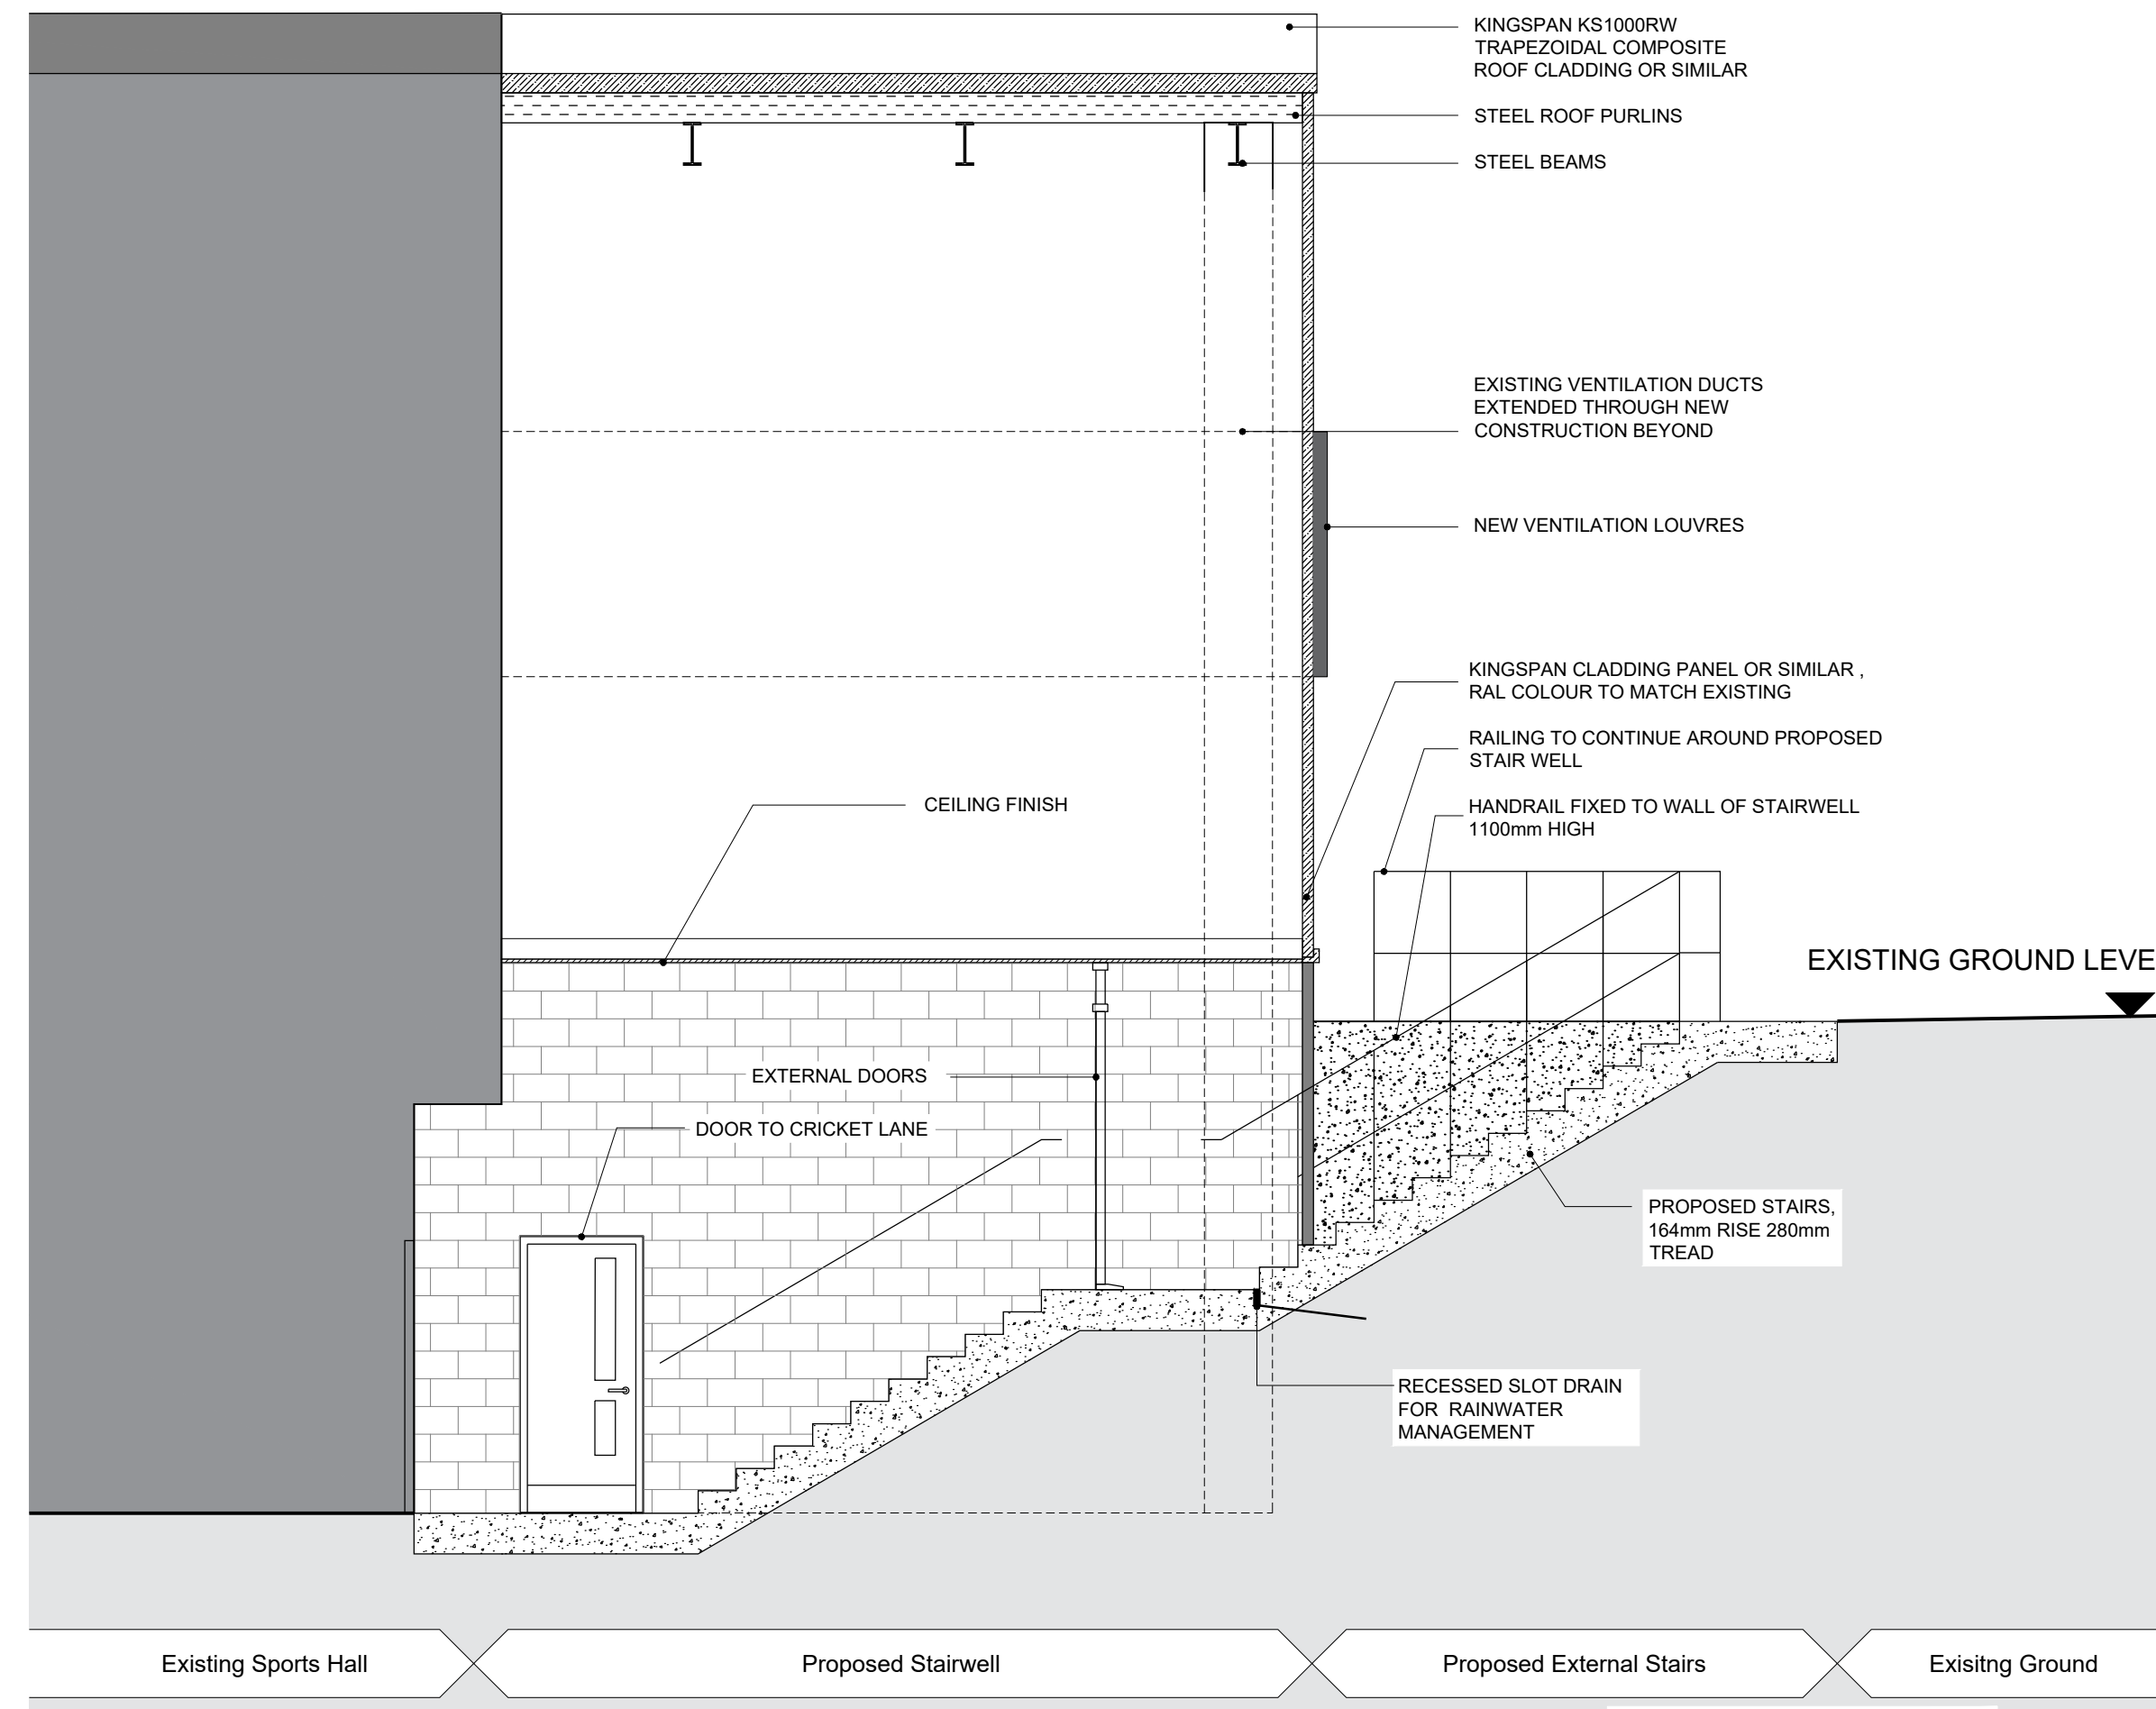 KINGSPAN KS1000RW
TRAPEZOIDAL COMPOSITE
ROOF CLADDING OR SIMILAR
STEEL ROOF PURLINS
STEEL BEAMS
EXISTING VENTILATION DUCTS
EXTENDED THROUGH NEW
CONSTRUCTION BEYOND
NEW VENTILATION LOUVRES
KINGSPAN CLADDING PANEL OR SIMILAR ,
RAL COLOUR TO MATCH EXISTING
RAILING TO CONTINUE AROUND PROPOSED
STAIR WELL
CEILING FINISH
HANDRAIL FIXED TO WALL OF STAIRWELL
1100mm HIGH
EXISTING GROUND LEVE
EXTERNAL DOORS
DOOR TO CRICKET LANE
PROPOSED STAIRS,
164mm RISE 280mm
TREAD
RECESSED SLOT DRAIN
FOR RAINWATER
MANAGEMENT
Existing Sports Hall
Proposed Stairwell
Proposed External Stairs
Exisitng Ground